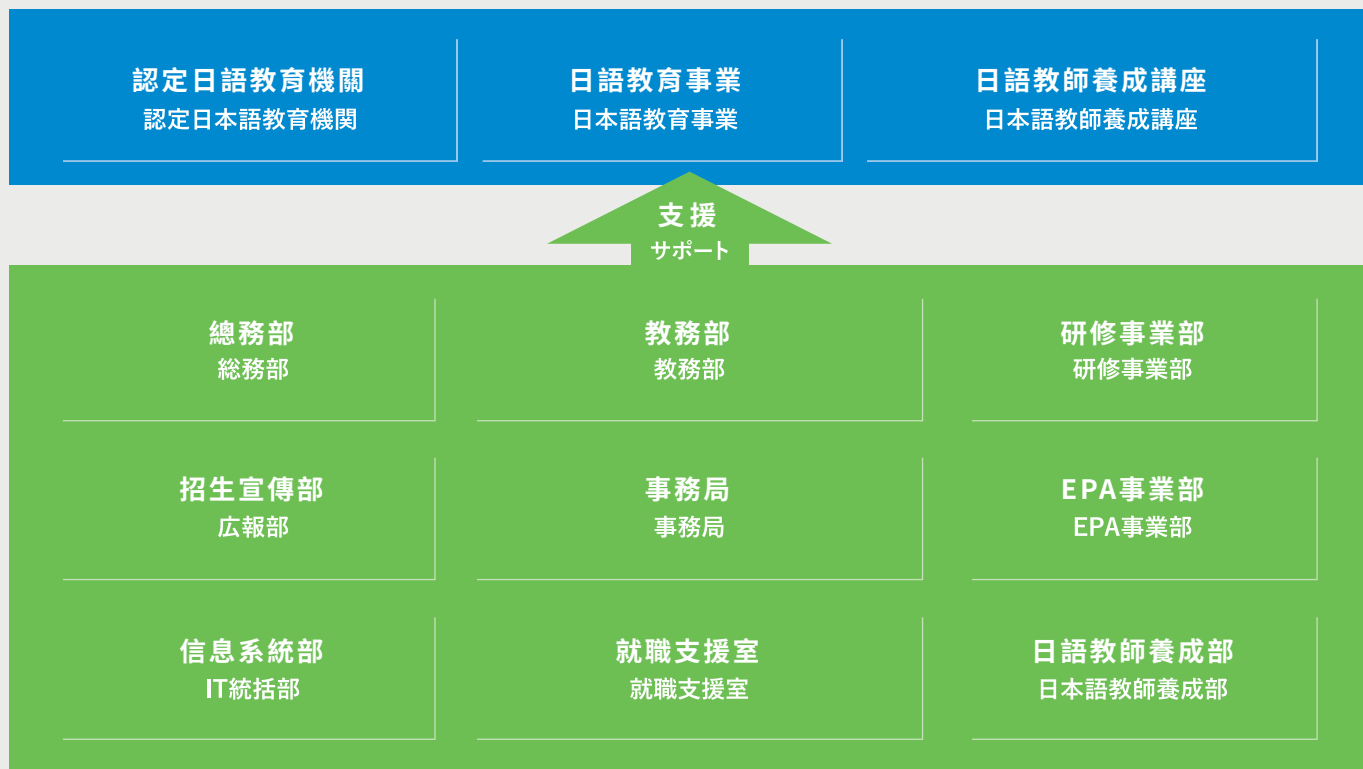 認定日語教育機關
認定日本語教育機関
日語教育事業
日本語教育事業
日語教師養成講座
日本語教師養成講座
支援
サポート
總務部
総務部
教務部
教務部
研修事業部
研修事業部
招生宣傳部
広報部
事務局
事務局
EPA事業部
EPA事業部
信息系統部
IT統括部
就職支援室
就職支援室
日語教師養成部
日本語教師養成部